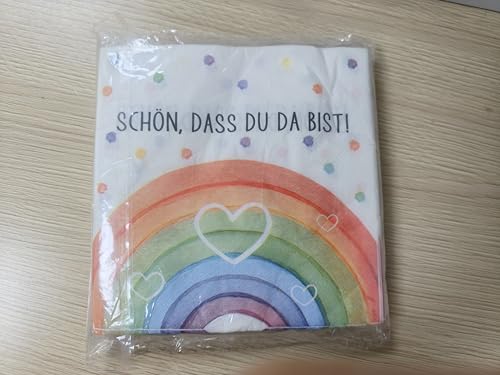 SCHÖN, DASS DU DA BIST!